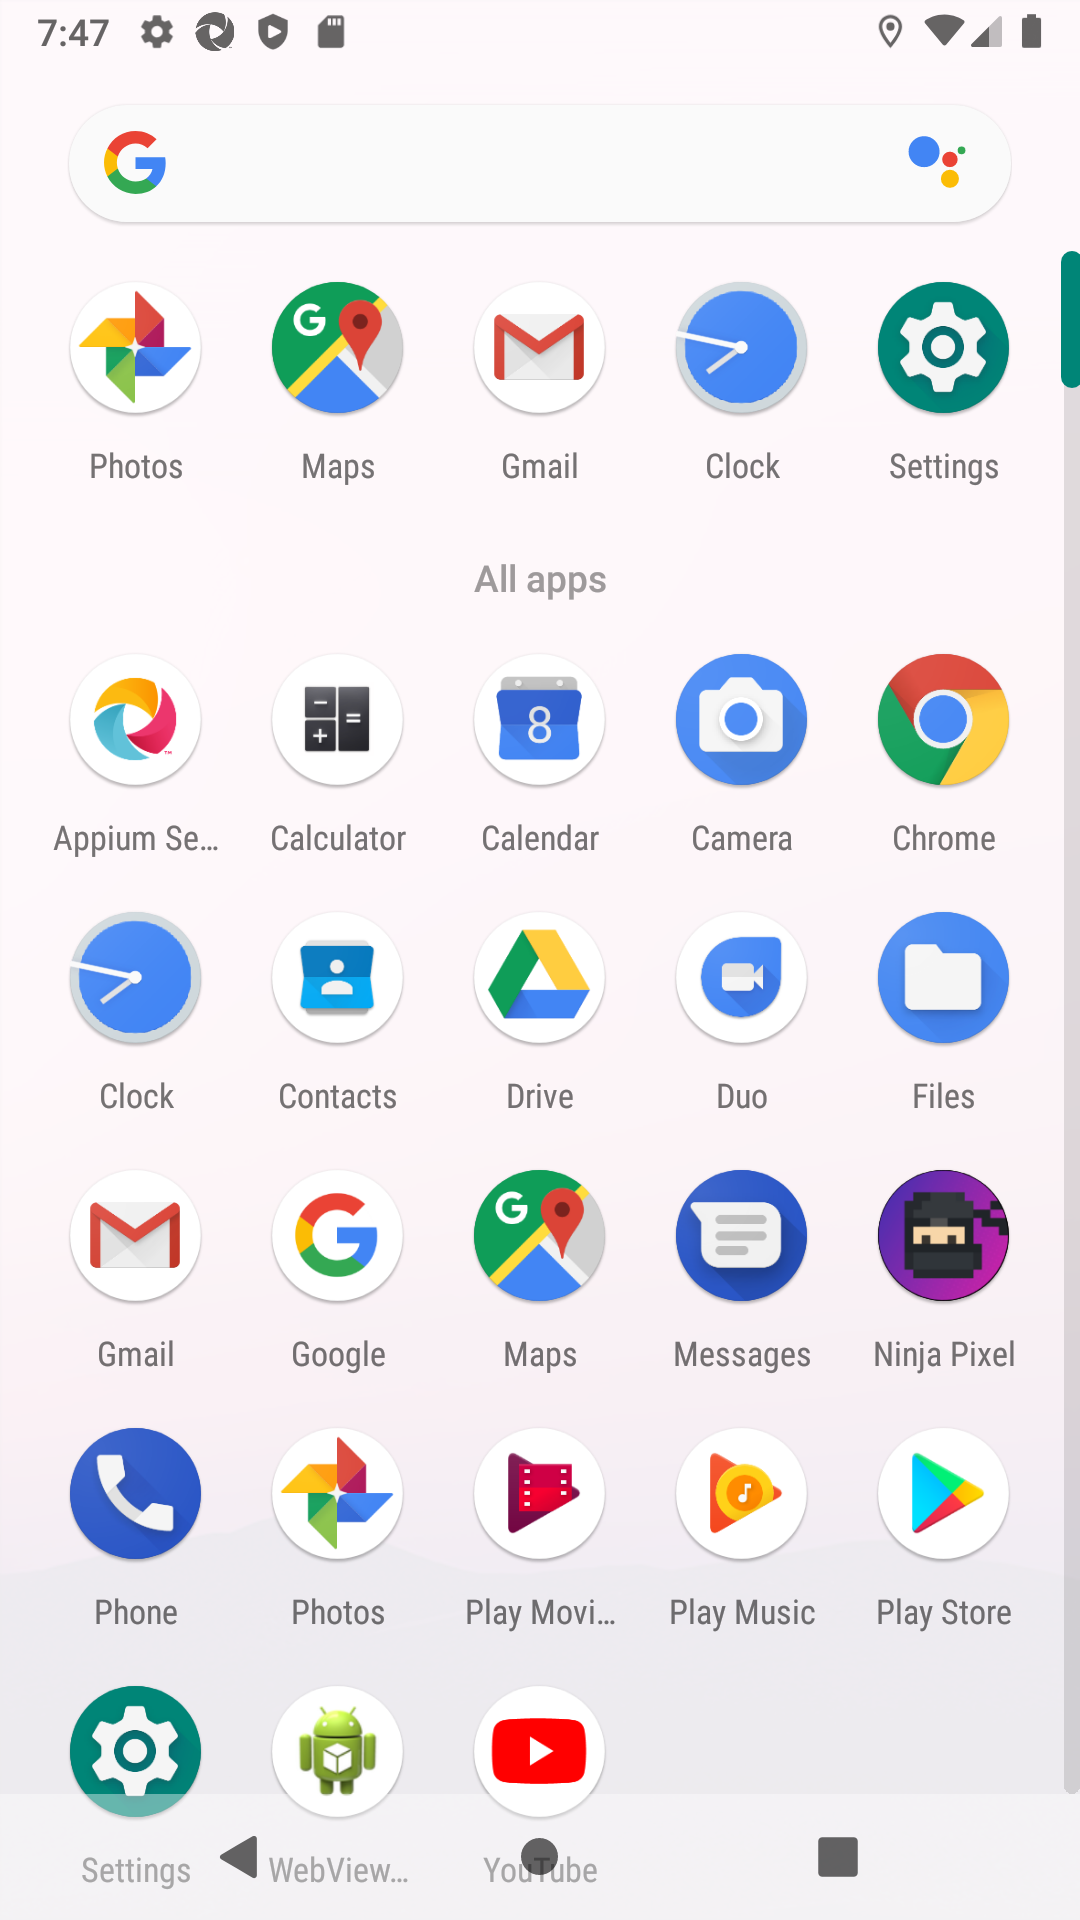 7:47
Photos Maps Gmail Clock Settings
All apps
Appium Se... Calculator Calendar Camera Chrome
Clock Contacts Drive Duo Files
Gmail Google Maps Messages Ninja Pixel
Phone Photos Play Movi... Play Music Play Store
Settings WebView... YouTube